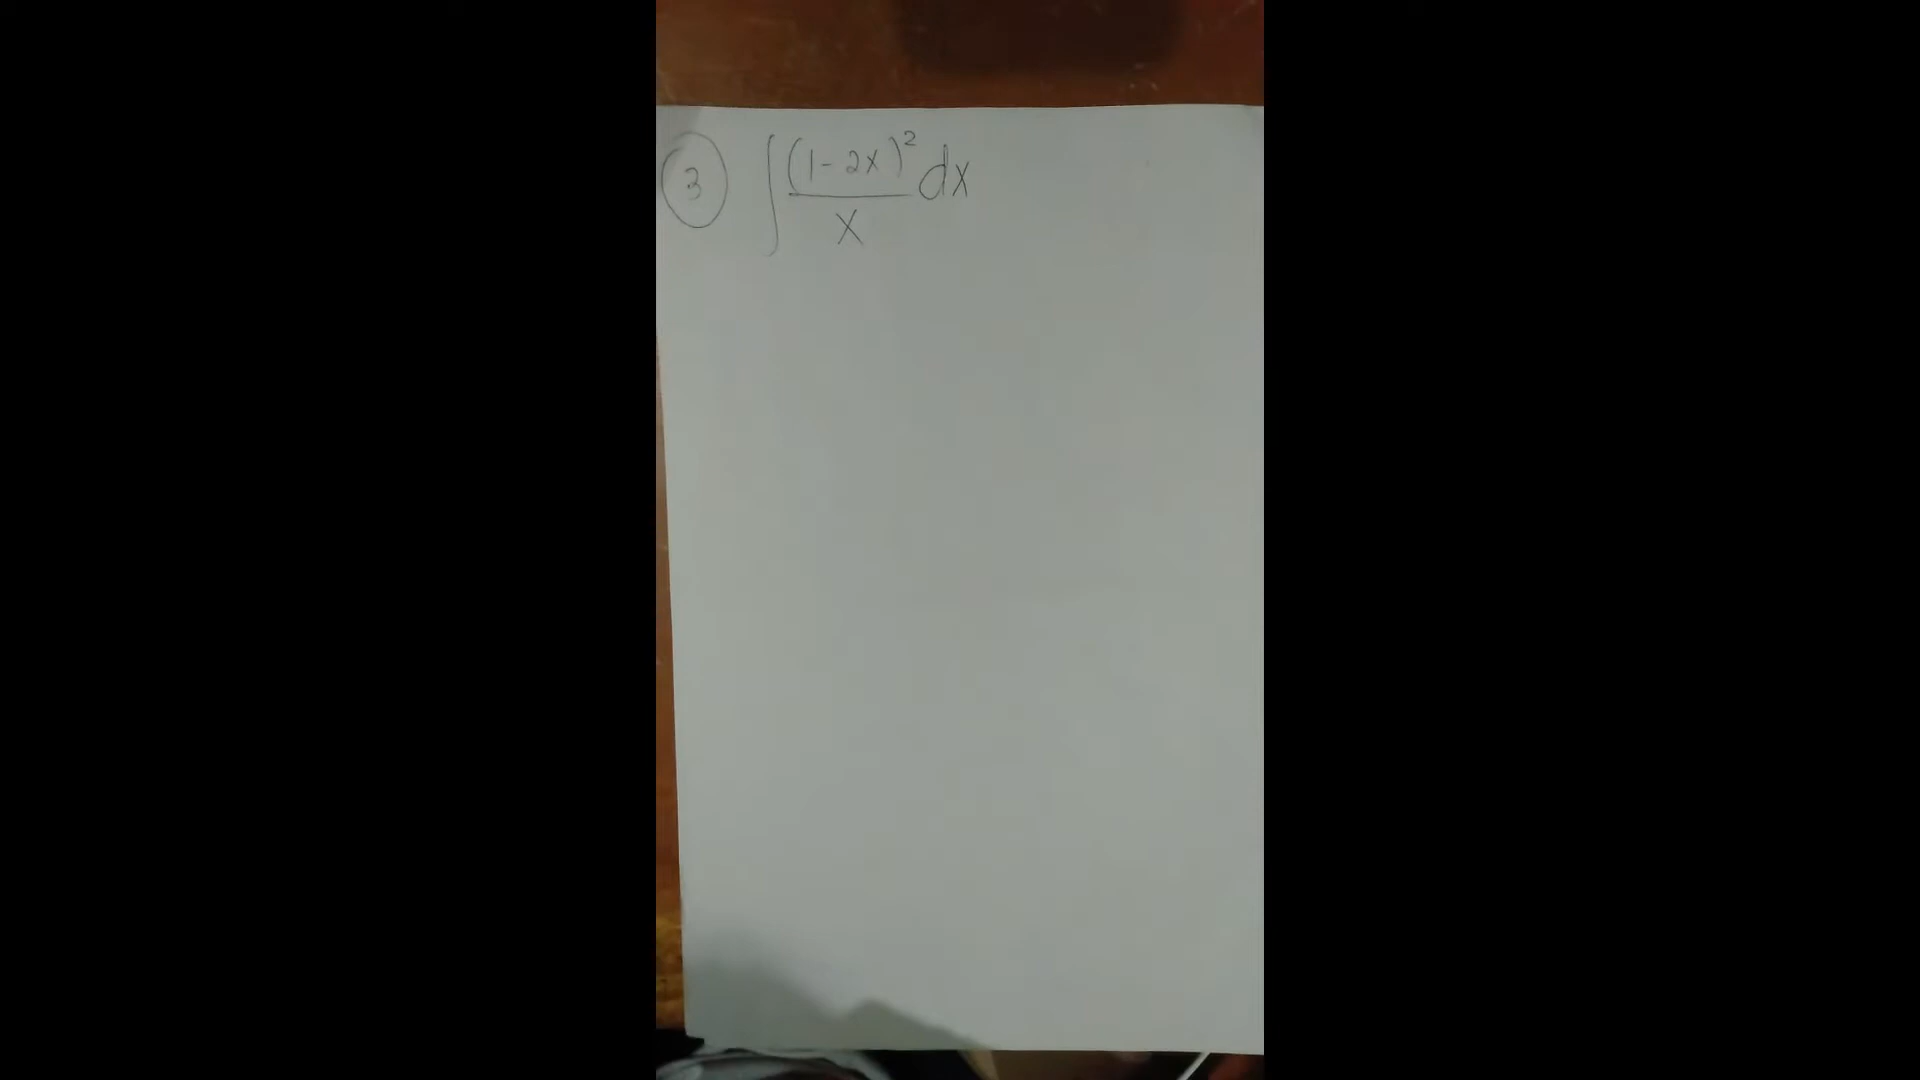 3 ∫ (1-2x)² / x dx